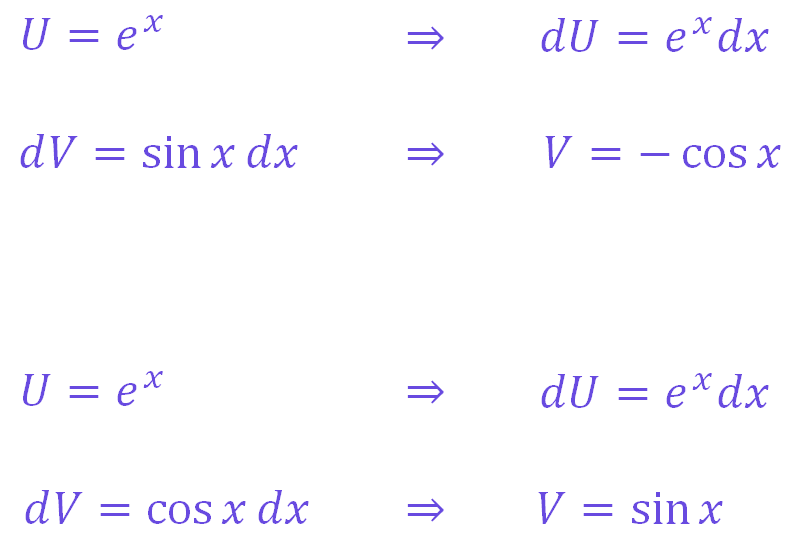 U = e^x ⇒ dU = e^x dx
dV = sin x dx ⇒ V = − cos x
U = e^x ⇒ dU = e^x dx
dV = cos x dx ⇒ V = sin x